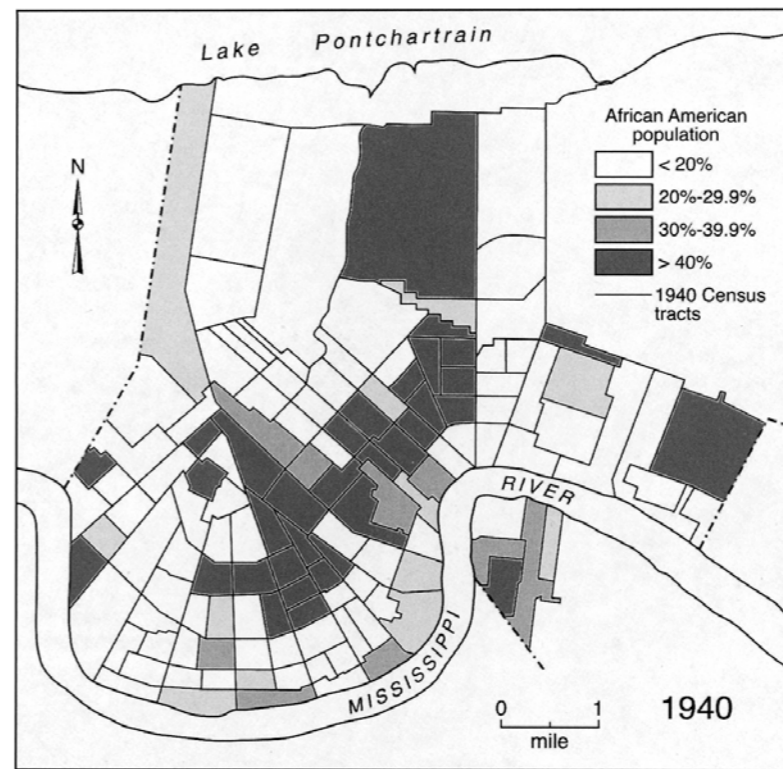 Lake Pontchartrain
African American
population
< 20%
20%-29.9%
30%-39.9%
> 40%
1940 Census
tracts
N
RIVER
MISSISSIPPI
0 1
mile
1940